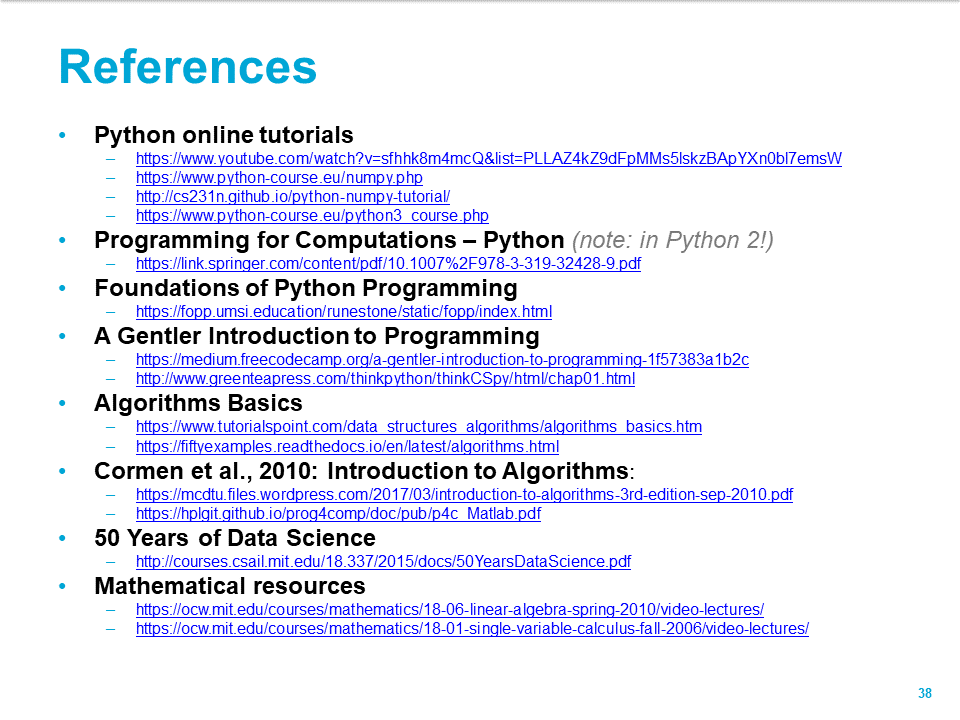 References
• Python online tutorials
– https://www.youtube.com/watch?v=sfhhk8m4mcQ&list=PLLAZ4kZ9dFpMMs5lskzBApYXn0bl7emsW
– https://www.python-course.eu/numpy.php
– http://cs231n.github.io/python-numpy-tutorial/
– https://www.python-course.eu/python3_course.php
• Programming for Computations – Python (note: in Python 2!)
– https://link.springer.com/content/pdf/10.1007%2F978-3-319-32428-9.pdf
• Foundations of Python Programming
– https://fopp.umsi.education/runestone/static/fopp/index.html
• A Gentler Introduction to Programming
– https://medium.freecodecamp.org/a-gentler-introduction-to-programming-1f57383a1b2c
– http://www.greenteapress.com/thinkpython/thinkCSpy/html/chap01.html
• Algorithms Basics
– https://www.tutorialspoint.com/data_structures_algorithms/algorithms_basics.htm
– https://fiftyexamples.readthedocs.io/en/latest/algorithms.html
• Cormen et al., 2010: Introduction to Algorithms:
– https://mcdtu.files.wordpress.com/2017/03/introduction-to-algorithms-3rd-edition-sep-2010.pdf
– https://hplgit.github.io/prog4comp/doc/pub/p4c_Matlab.pdf
• 50 Years of Data Science
– http://courses.csail.mit.edu/18.337/2015/docs/50YearsDataScience.pdf
• Mathematical resources
– https://ocw.mit.edu/courses/mathematics/18-06-linear-algebra-spring-2010/video-lectures/
– https://ocw.mit.edu/courses/mathematics/18-01-single-variable-calculus-fall-2006/video-lectures/
38